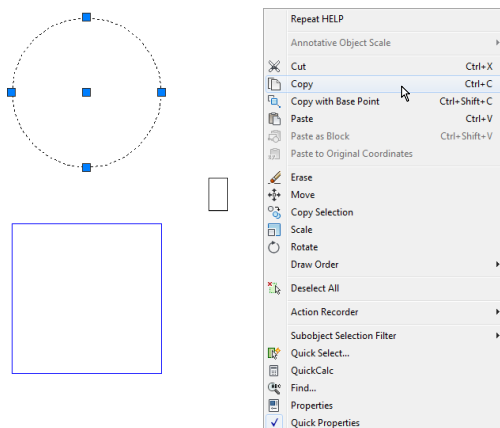 Repeat HELP
Annotative Object Scale
Cut Ctrl+X
Copy Ctrl+C
Copy with Base Point Ctrl+Shift+C
Paste Ctrl+V
Paste as Block Ctrl+Shift+V
Paste to Original Coordinates
Erase
Move
Copy Selection
Scale
Rotate
Draw Order
Deselect All
Action Recorder
Subobject Selection Filter
Quick Select...
QuickCalc
Find...
Properties
Quick Properties